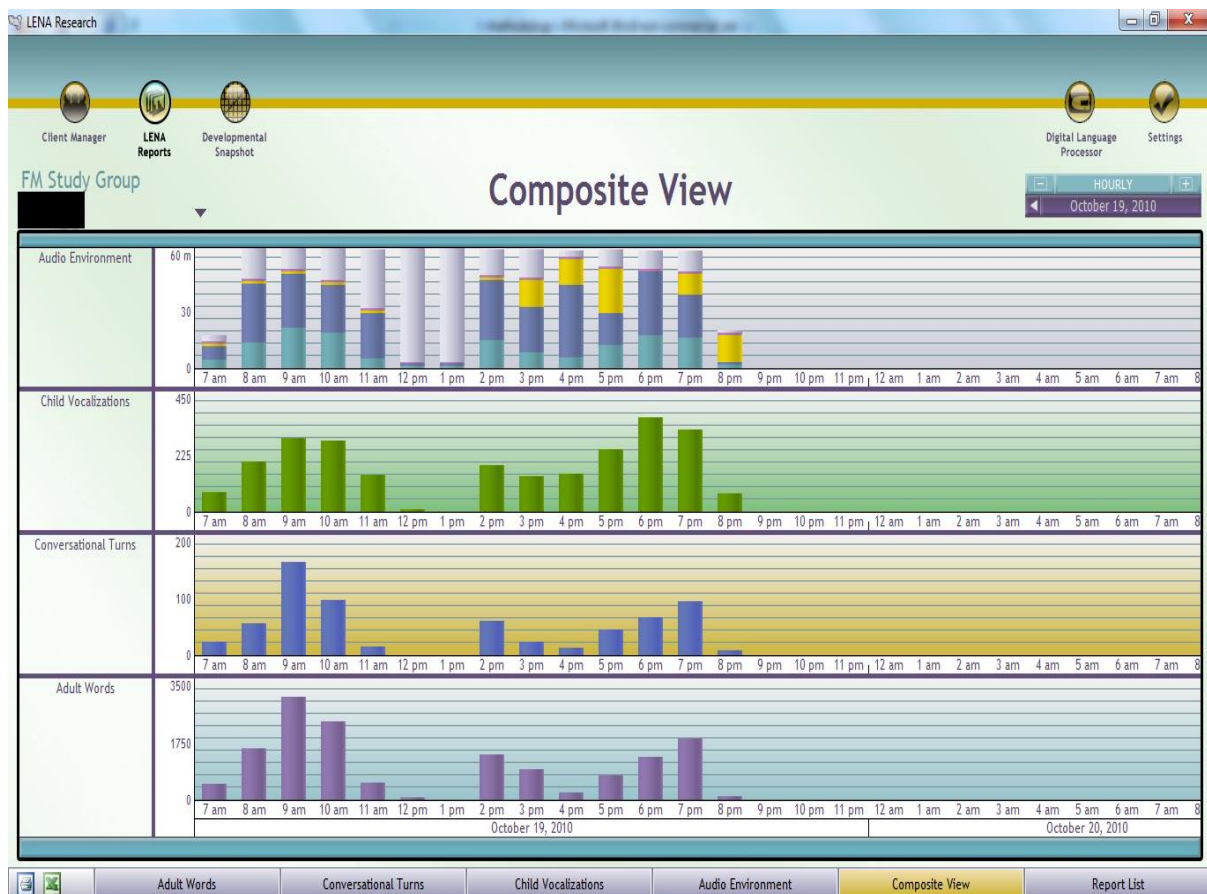 LENA Research
Client Manager
LENA Reports
Developmental Snapshot
Digital Language Processor
Settings
FM Study Group
Composite View
HOURLY
October 19, 2010
Audio Environment
60 m
30
0
7 am 8 am 9 am 10 am 11 am 12 pm 1 pm 2 pm 3 pm 4 pm 5 pm 6 pm 7 pm 8 pm 9 pm 10 pm 11 pm 12 am 1 am 2 am 3 am 4 am 5 am 6 am 7 am 8
Child Vocalizations
450
225
0
7 am 8 am 9 am 10 am 11 am 12 pm 1 pm 2 pm 3 pm 4 pm 5 pm 6 pm 7 pm 8 pm 9 pm 10 pm 11 pm 12 am 1 am 2 am 3 am 4 am 5 am 6 am 7 am 8
Conversational Turns
200
100
0
7 am 8 am 9 am 10 am 11 am 12 pm 1 pm 2 pm 3 pm 4 pm 5 pm 6 pm 7 pm 8 pm 9 pm 10 pm 11 pm 12 am 1 am 2 am 3 am 4 am 5 am 6 am 7 am 8
Adult Words
3500
1750
0
7 am 8 am 9 am 10 am 11 am 12 pm 1 pm 2 pm 3 pm 4 pm 5 pm 6 pm 7 pm 8 pm 9 pm 10 pm 11 pm 12 am 1 am 2 am 3 am 4 am 5 am 6 am 7 am 8
October 19, 2010 October 20, 2010
Adult Words Conversational Turns Child Vocalizations Audio Environment Composite View Report List